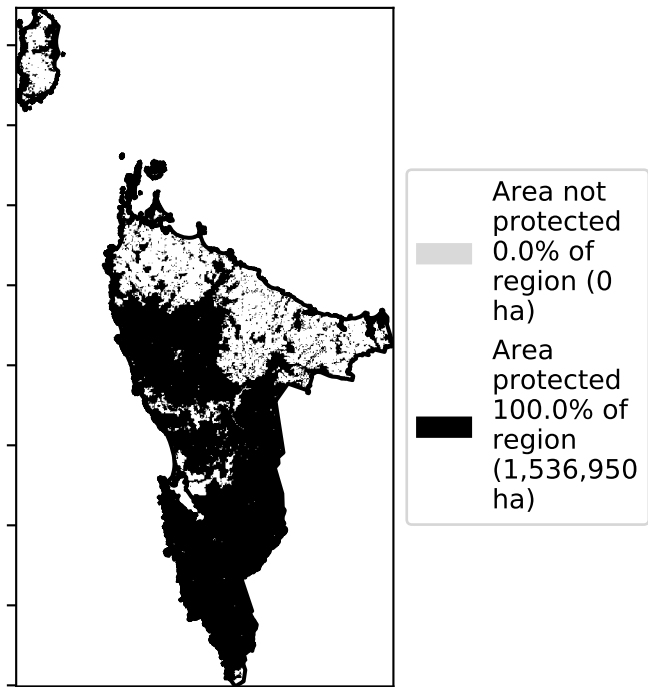 Area not
protected
0.0% of
region (0
ha)
Area
protected
100.0% of
region
(1,536,950
ha)